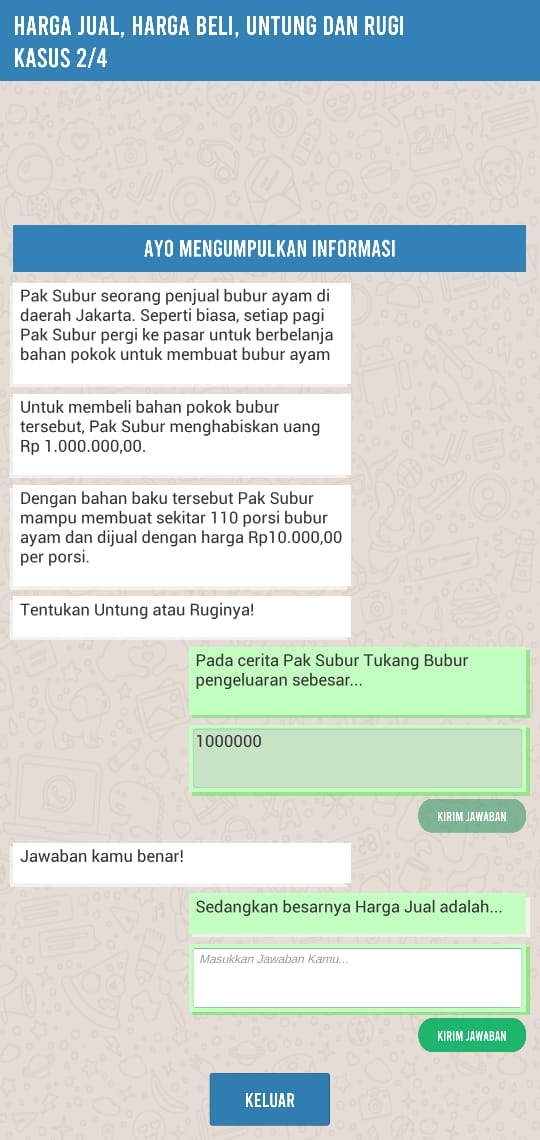 HARGA JUAL, HARGA BELI, UNTUNG DAN RUGI
KASUS 2/4
AYO MENGUMPULKAN INFORMASI
Pak Subur seorang penjual bubur ayam di
daerah Jakarta. Seperti biasa, setiap pagi
Pak Subur pergi ke pasar untuk berbelanja
bahan pokok untuk membuat bubur ayam
Untuk membeli bahan pokok bubur
tersebut, Pak Subur menghabiskan uang
Rp 1.000.000,00.
Dengan bahan baku tersebut Pak Subur
mampu membuat sekitar 110 porsi bubur
ayam dan dijual dengan harga Rp10.000,00
per porsi.
Tentukan Untung atau Ruginya!
Pada cerita Pak Subur Tukang Bubur
pengeluaran sebesar...
1000000
KIRIM JAWABAN
Jawaban kamu benar!
Sedangkan besarnya Harga Jual adalah...
Masukkan Jawaban Kamu...
KIRIM JAWABAN
KELUAR